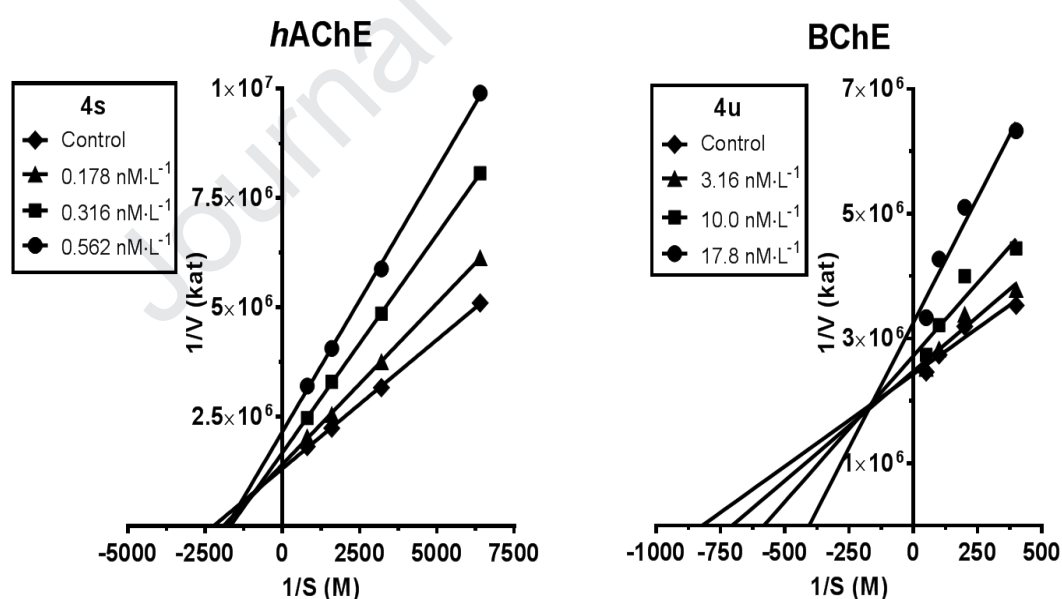 hAChE
4s
Control
0.178 nM·L⁻¹
0.316 nM·L⁻¹
0.562 nM·L⁻¹
1×10⁷
7.5×10⁶
5×10⁶
2.5×10⁶
1/V (kat)
-5000 -2500 0 2500 5000 7500
1/S (M)
BChE
4u
Control
3.16 nM·L⁻¹
10.0 nM·L⁻¹
17.8 nM·L⁻¹
7×10⁶
5×10⁶
3×10⁶
1×10⁶
1/V (kat)
-1000 -750 -500 -250 0 250 500
1/S (M)
Journal